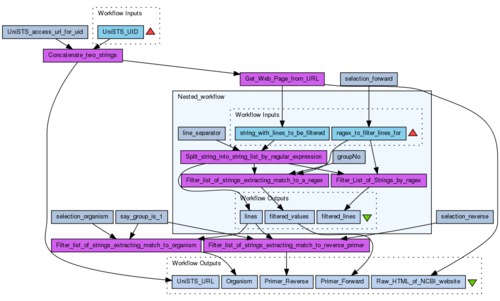 Workflow Inputs
UniSTS_access_url_for_uid
UniSTS_UID
Concatenate_two_strings
Get_Web_Page_from_URL
selection_forward
Nested_workflow
Workflow Inputs
line_separator
string_with_lines_to_be_filtered
regex_to_filter_lines_for
Split_string_into_string_list_by_regular_expression
groupNo
Filter_list_of_strings_extracting_match_to_a_regex
Filter_List_of_Strings_by_regex
Workflow Outputs
lines
filtered_values
filtered_lines
selection_organism
say_group_is_1
selection_reverse
Filter_list_of_strings_extracting_match_to_organism
Filter_list_of_strings_extracting_match_to_reverse_primer
Workflow Outputs
UniSTS_URL
Organism
Primer_Reverse
Primer_Forward
Raw_HTML_of_NCBI_website